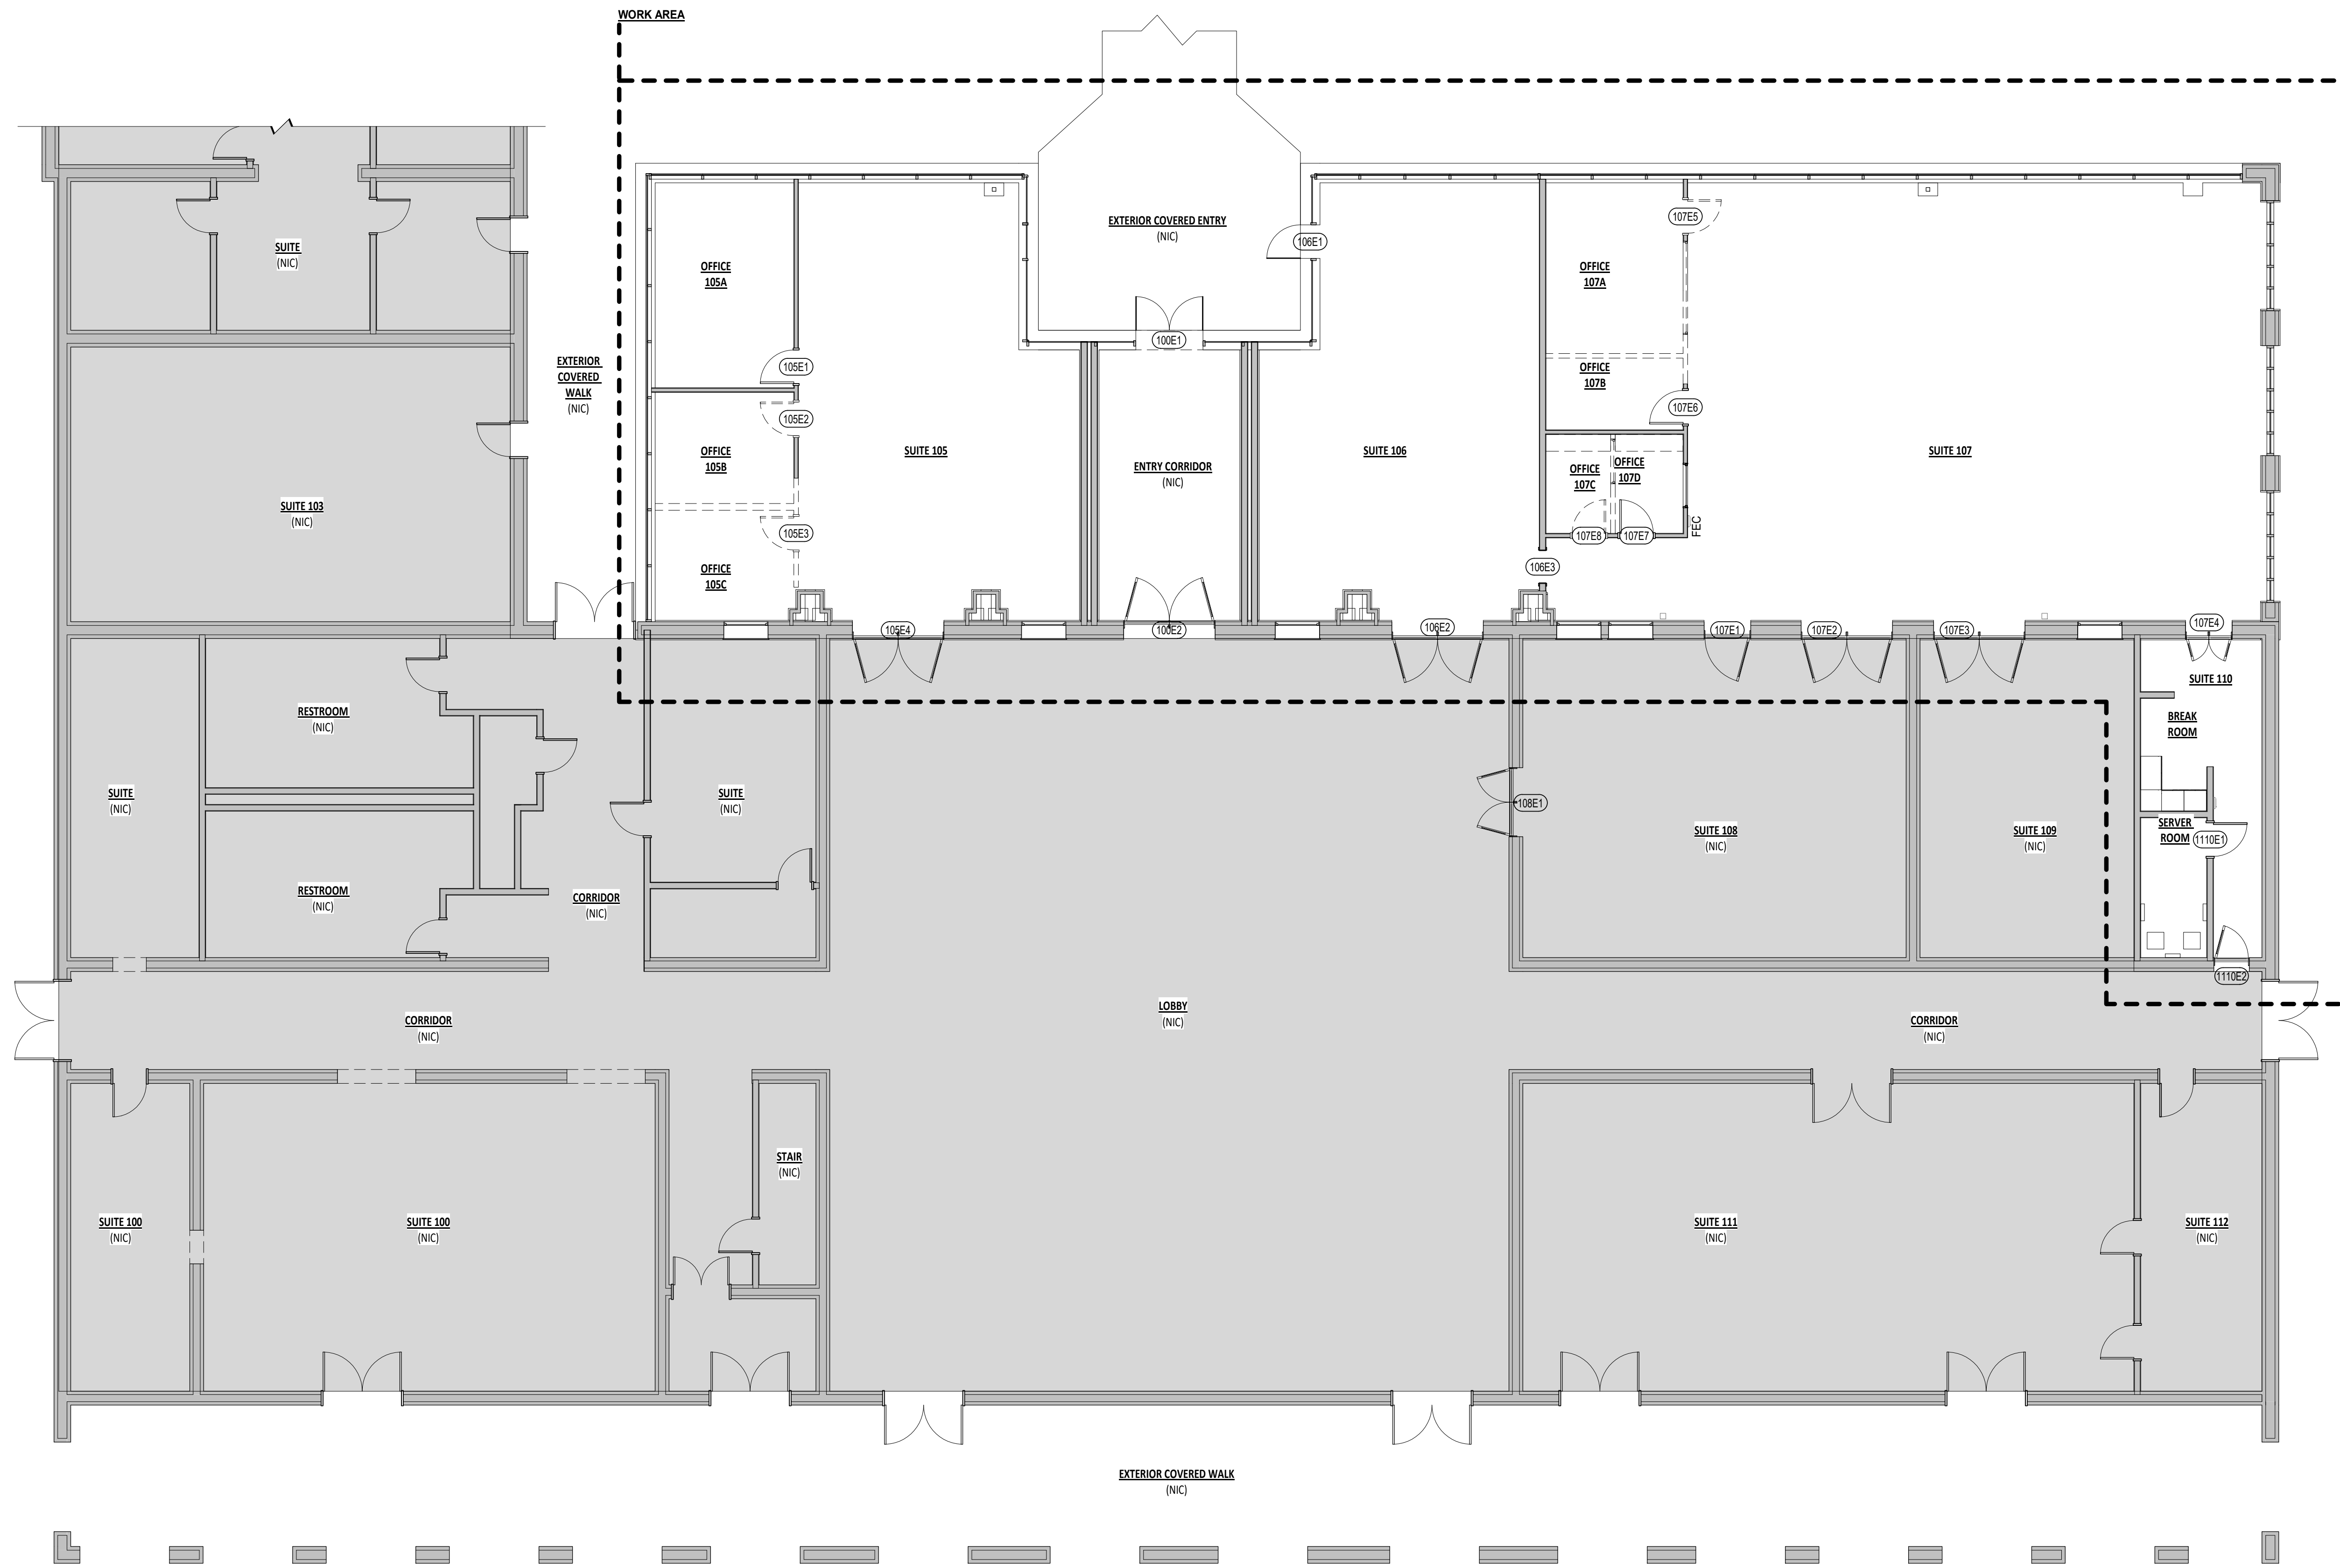 WORK AREA
EXTERIOR COVERED ENTRY
(NIC)
106E1
107E5
SUITE
(NIC)
OFFICE
105A
OFFICE
107A
100E1
EXTERIOR
COVERED
WALK
(NIC)
105E1
OFFICE
107B
107E6
105E2
OFFICE
105B
SUITE 105
ENTRY CORRIDOR
(NIC)
SUITE 106
OFFICE
107C
OFFICE
107D
SUITE 107
SUITE 103
(NIC)
105E3
107E8
107E7
FEC
106E3
OFFICE
105C
105E4
100E2
106E2
107E1
107E2
107E3
107E4
SUITE 110
RESTROOM
(NIC)
BREAK
ROOM
SUITE
(NIC)
SUITE
(NIC)
108E1
SUITE 108
(NIC)
SUITE 109
(NIC)
SERVER
ROOM
1110E1
RESTROOM
(NIC)
CORRIDOR
(NIC)
1110E2
CORRIDOR
(NIC)
LOBBY
(NIC)
CORRIDOR
(NIC)
STAIR
(NIC)
SUITE 100
(NIC)
SUITE 100
(NIC)
SUITE 111
(NIC)
SUITE 112
(NIC)
EXTERIOR COVERED WALK
(NIC)